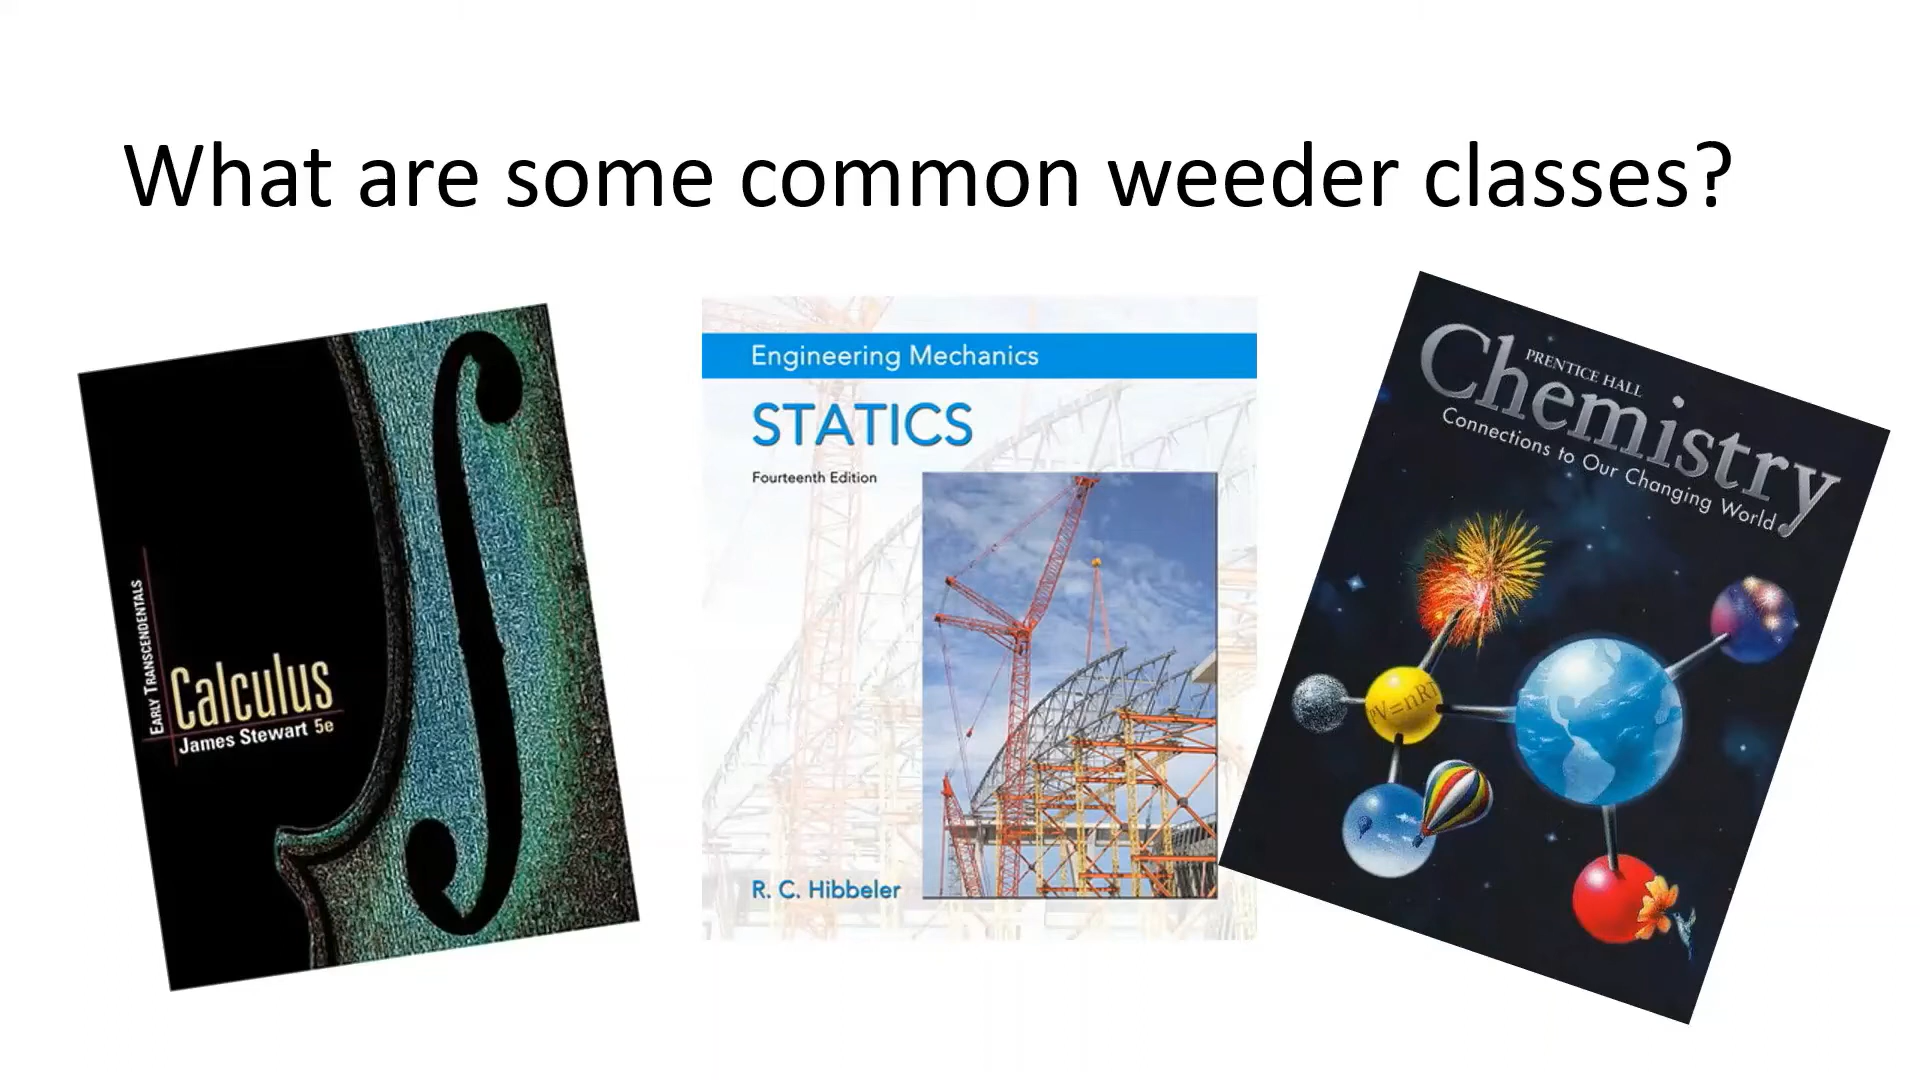 What are some common weeder classes?
EARLY TRANSCENDENTALS
Calculus
James Stewart 5e
Engineering Mechanics
STATICS
Fourteenth Edition
R. C. Hibbeler
PRENTICE HALL
Chemistry
Connections to Our Changing World
PV=nRT